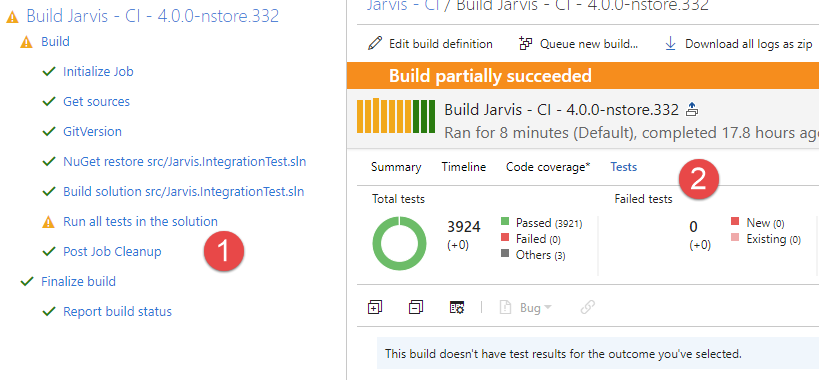 Build Jarvis - CI - 4.0.0-nstore.332
Build
Initialize Job
Get sources
GitVersion
NuGet restore src/Jarvis.IntegrationTest.sln
Build solution src/Jarvis.IntegrationTest.sln
Run all tests in the solution
Post Job Cleanup
1
Finalize build
Report build status
Jarvis - CI / Build Jarvis - CI - 4.0.0-nstore.332
Edit build definition Queue new build... Download all logs as zip
Build partially succeeded
Build Jarvis - CI - 4.0.0-nstore.332
Ran for 8 minutes (Default), completed 17.8 hours ago
Summary Timeline Code coverage* Tests
2
Total tests
3924
(+0)
Passed (3921)
Failed (0)
Others (3)
Failed tests
0
(+0)
New (0)
Existing (0)
Bug
This build doesn't have test results for the outcome you've selected.